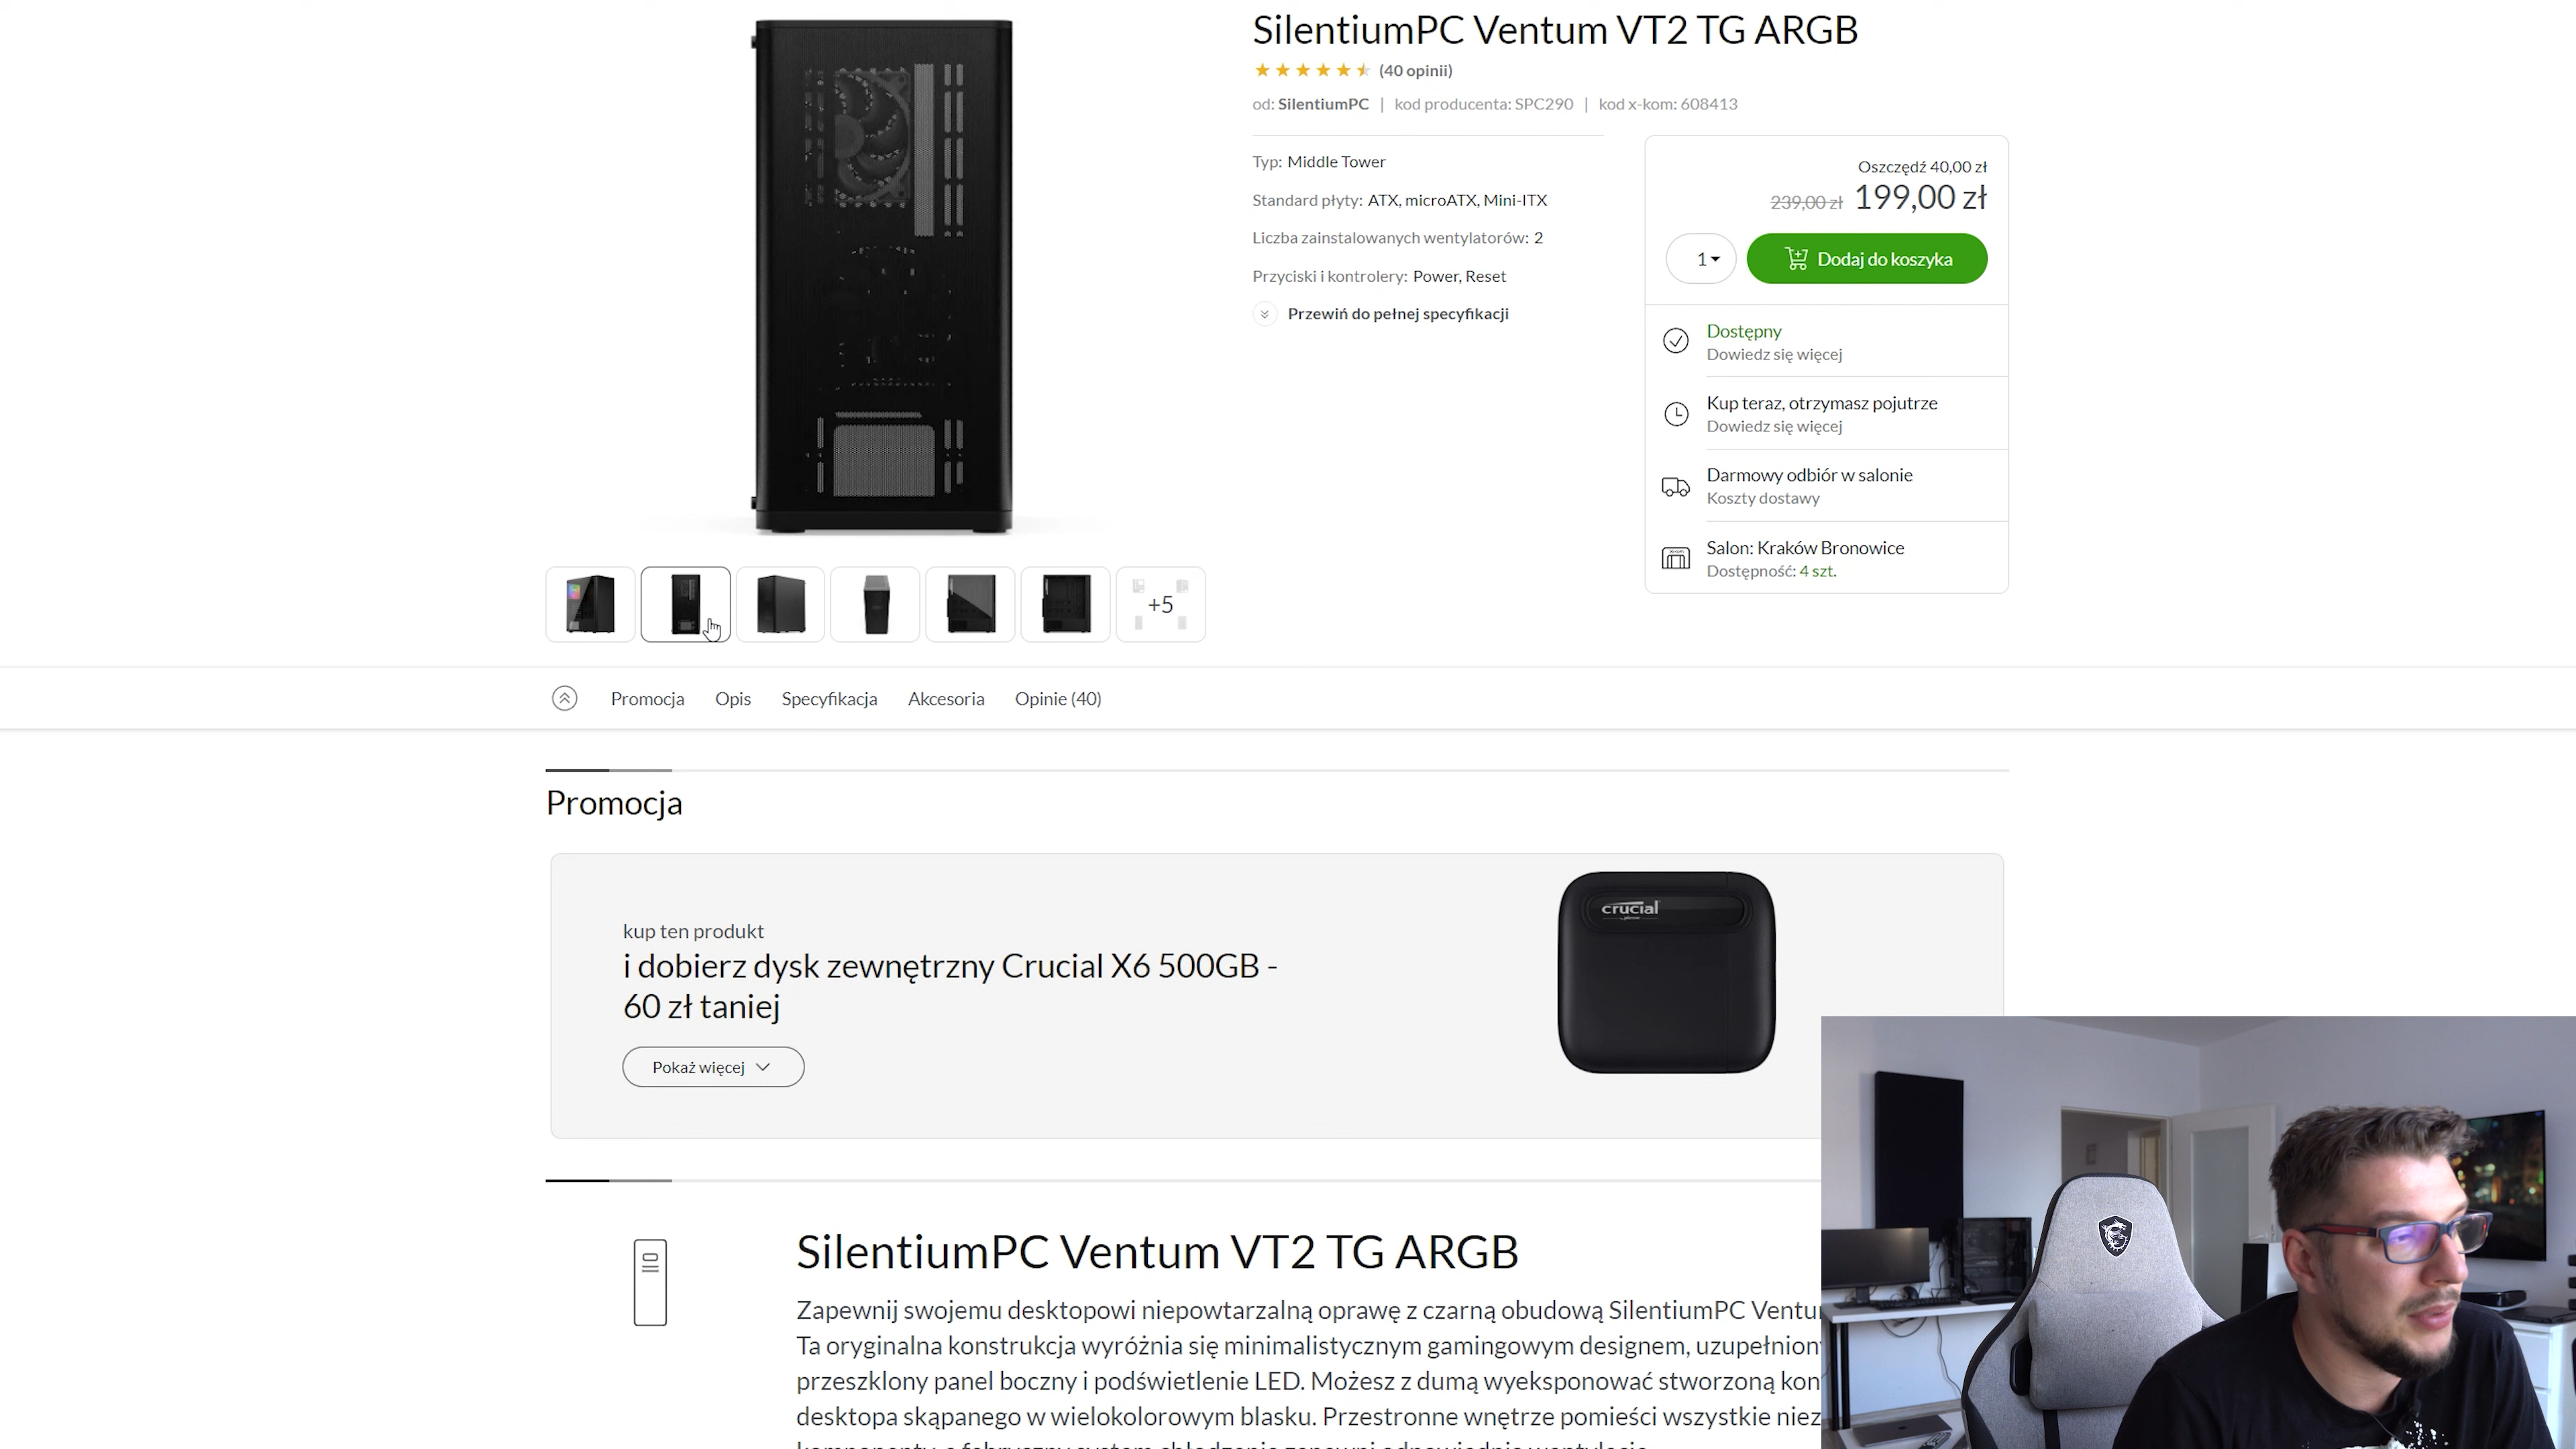 SilentiumPC Ventum VT2 TG ARGB
(40 opinii)
od: SilentiumPC | kod producenta: SPC290 | kod x-kom: 608413
Typ: Middle Tower
Standard płyty: ATX, microATX, Mini-ITX
Liczba zainstalowanych wentylatorów: 2
Przyciski i kontrolery: Power, Reset
Przewiń do pełnej specyfikacji
Oszczędź 40,00 zł
239,00 zł 199,00 zł
1 Dodaj do koszyka
Dostępny
Dowiedz się więcej
Kup teraz, otrzymasz pojutrze
Dowiedz się więcej
Darmowy odbiór w salonie
Koszty dostawy
Salon: Kraków Bronowice
Dostępność: 4 szt.
+5
Promocja Opis Specyfikacja Akcesoria Opinie (40)
Promocja
kup ten produkt
i dobierz dysk zewnętrzny Crucial X6 500GB -
60 zł taniej
Pokaż więcej
crucial
SilentiumPC Ventum VT2 TG ARGB
Zapewnij swojemu desktopowi niepowtarzalną oprawę z czarną obudową SilentiumPC
Ta oryginalna konstrukcja wyróżnia się minimalistycznym gamingowym designem,
przeszklony panel boczny i podświetlenie LED. Możesz z dumą wyeksponować stworzoną
desktopa skąpanego w wielokolorowym blasku. Przestronne wnętrze pomieści wszystkie